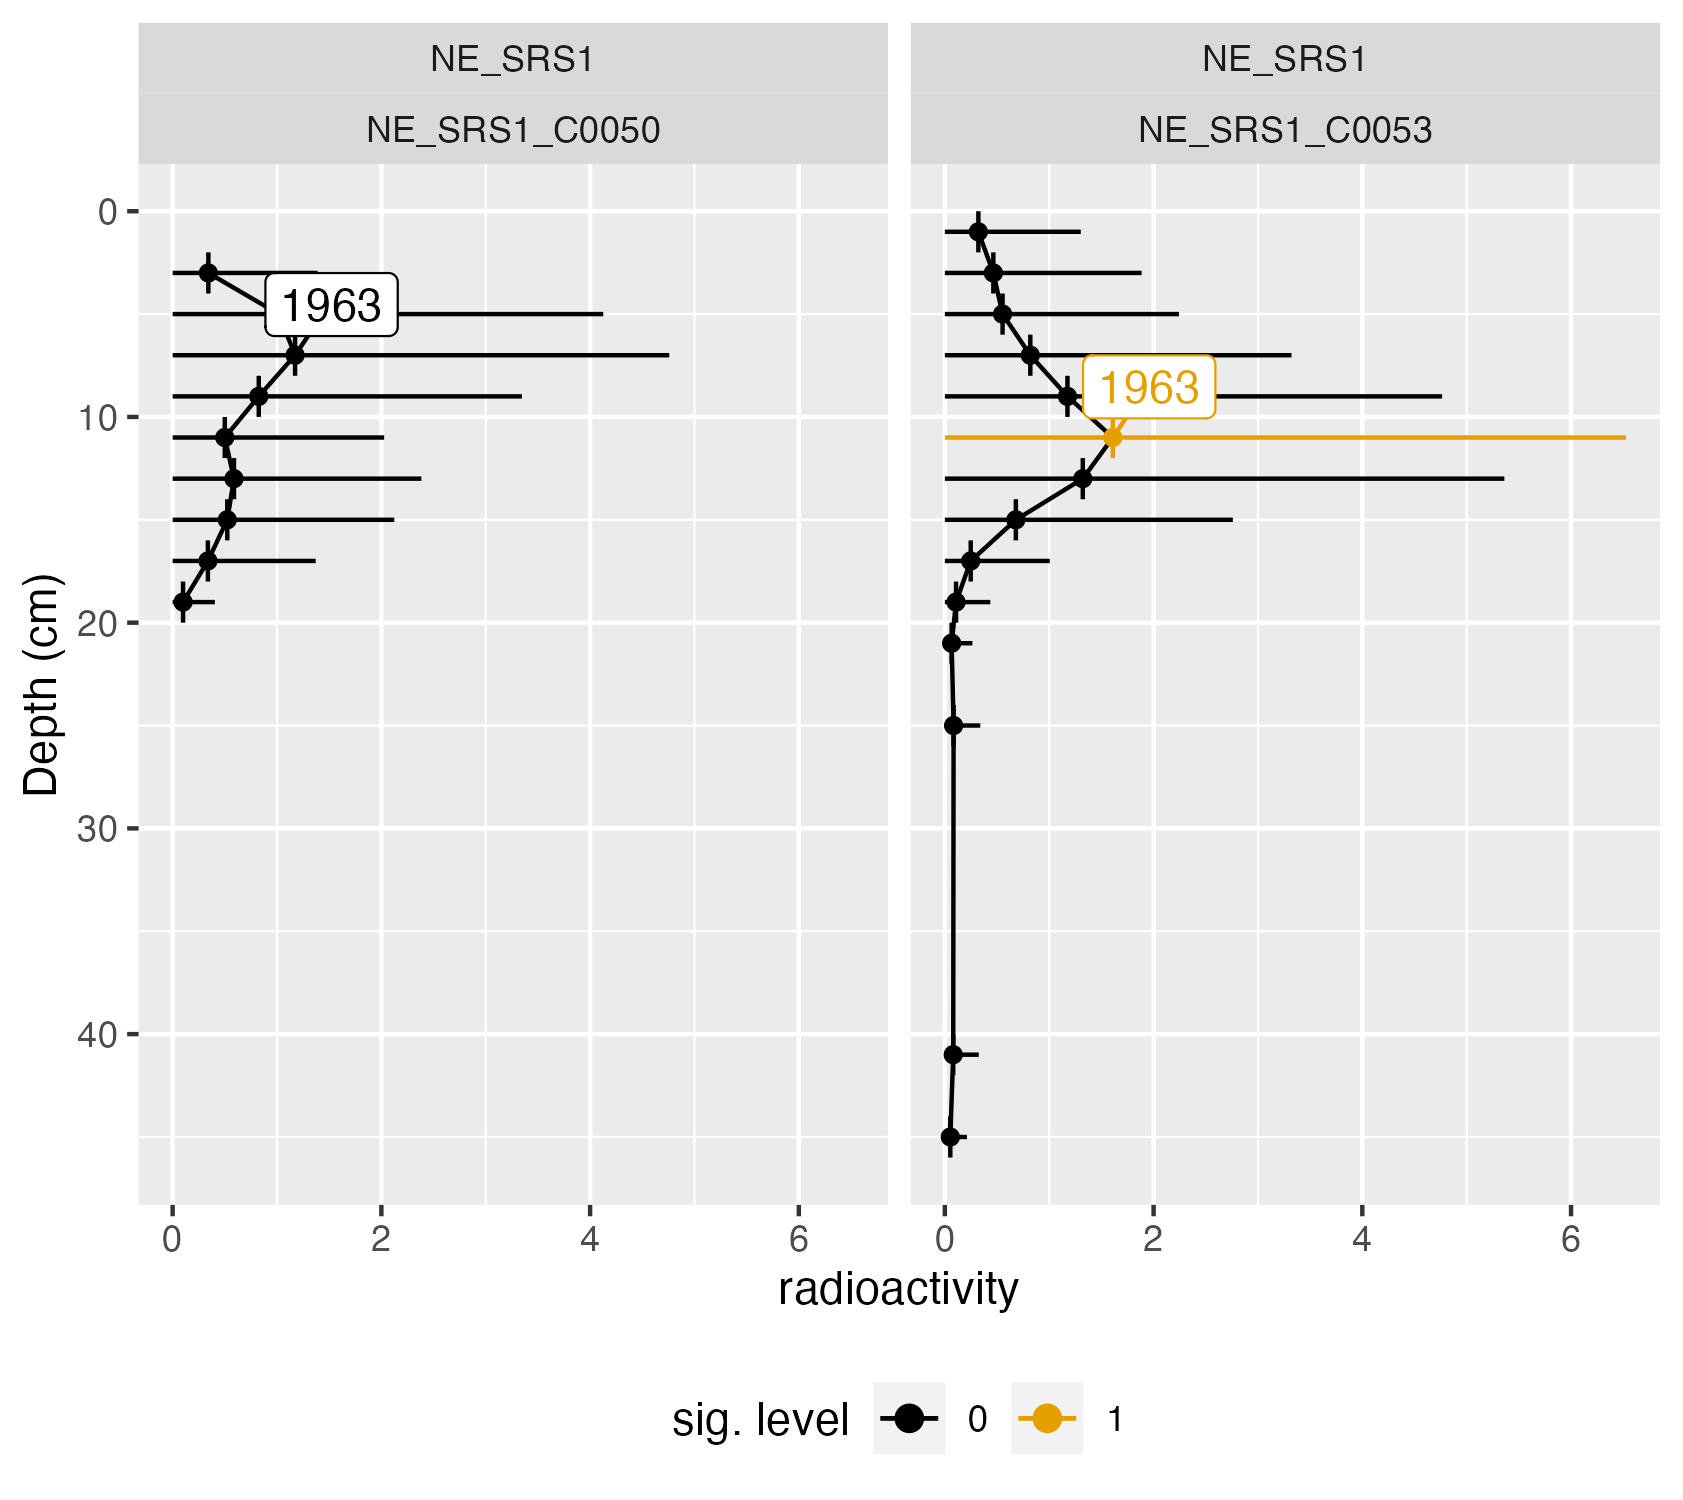 NE_SRS1
NE_SRS1_C0050
NE_SRS1
NE_SRS1_C0053
0
10
20
30
40
Depth (cm)
1963
1963
0 2 4 6
0 2 4 6
radioactivity
sig. level 0 1